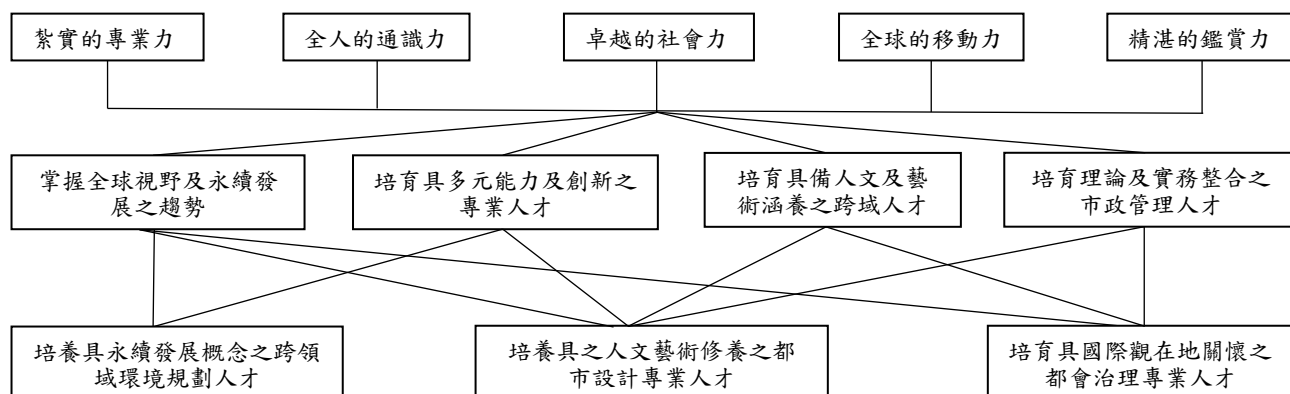 紮實的專業力
全人的通識力
卓越的社會力
全球的移動力
精湛的鑑賞力
掌握全球視野及永續發
展之趨勢
培育具多元能力及創新之
專業人才
培育具備人文及藝
術涵養之跨域人才
培育理論及實務整合之
市政管理人才
培養具永續發展概念之跨領
域環境規劃人才
培養具之人文藝術修養之都
市設計專業人才
培育具國際觀在地關懷之
都會治理專業人才